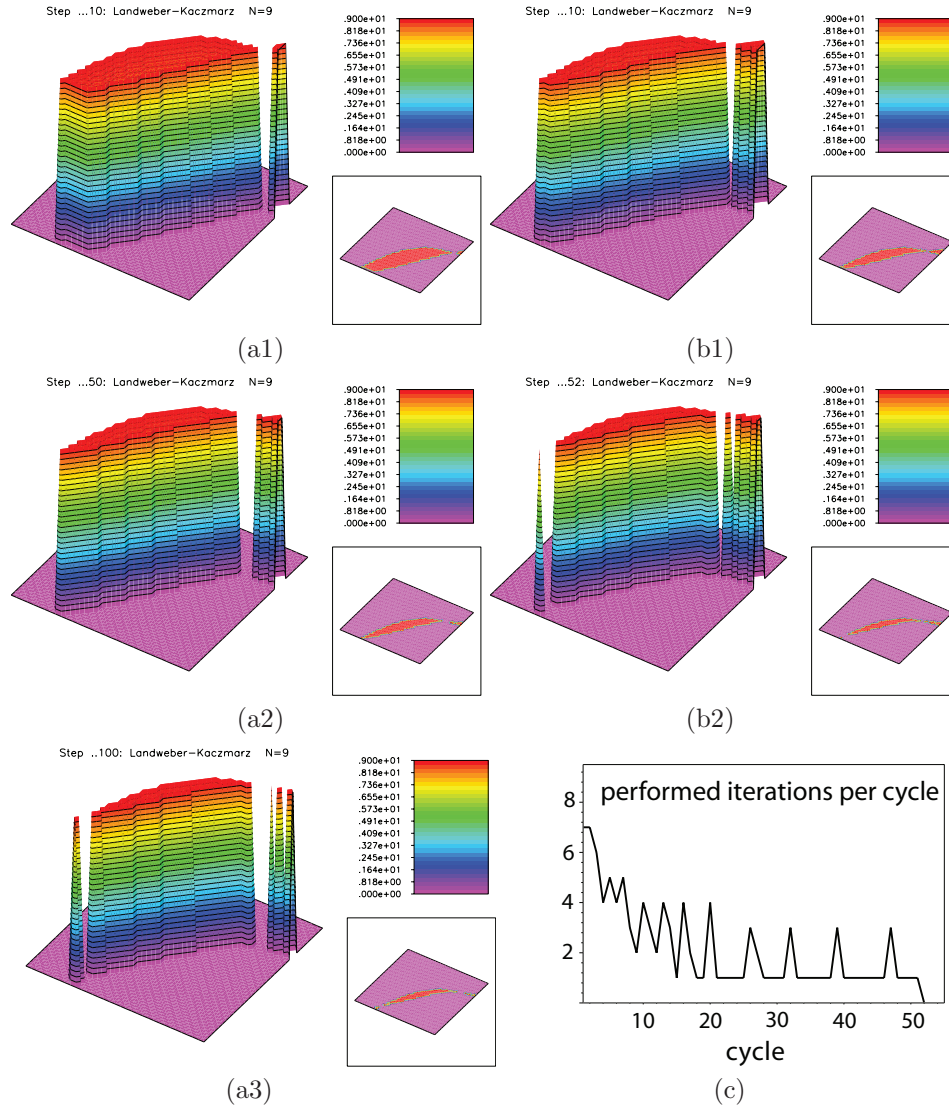 Step ...10: Landweber-Kaczmarz N=9
.900e+01
.818e+01
.736e+01
.655e+01
.573e+01
.491e+01
.409e+01
.327e+01
.245e+01
.164e+01
.818e+00
.000e+00
(a1)
Step ...10: Landweber-Kaczmarz N=9
.900e+01
.818e+01
.736e+01
.655e+01
.573e+01
.491e+01
.409e+01
.327e+01
.245e+01
.164e+01
.818e+00
.000e+00
(b1)
Step ...50: Landweber-Kaczmarz N=9
.900e+01
.818e+01
.736e+01
.655e+01
.573e+01
.491e+01
.409e+01
.327e+01
.245e+01
.164e+01
.818e+00
.000e+00
(a2)
Step ...52: Landweber-Kaczmarz N=9
.900e+01
.818e+01
.736e+01
.655e+01
.573e+01
.491e+01
.409e+01
.327e+01
.245e+01
.164e+01
.818e+00
.000e+00
(b2)
Step ..100: Landweber-Kaczmarz N=9
.900e+01
.818e+01
.736e+01
.655e+01
.573e+01
.491e+01
.409e+01
.327e+01
.245e+01
.164e+01
.818e+00
.000e+00
(a3)
performed iterations per cycle
8
6
4
2
10 20 30 40 50
cycle
(c)